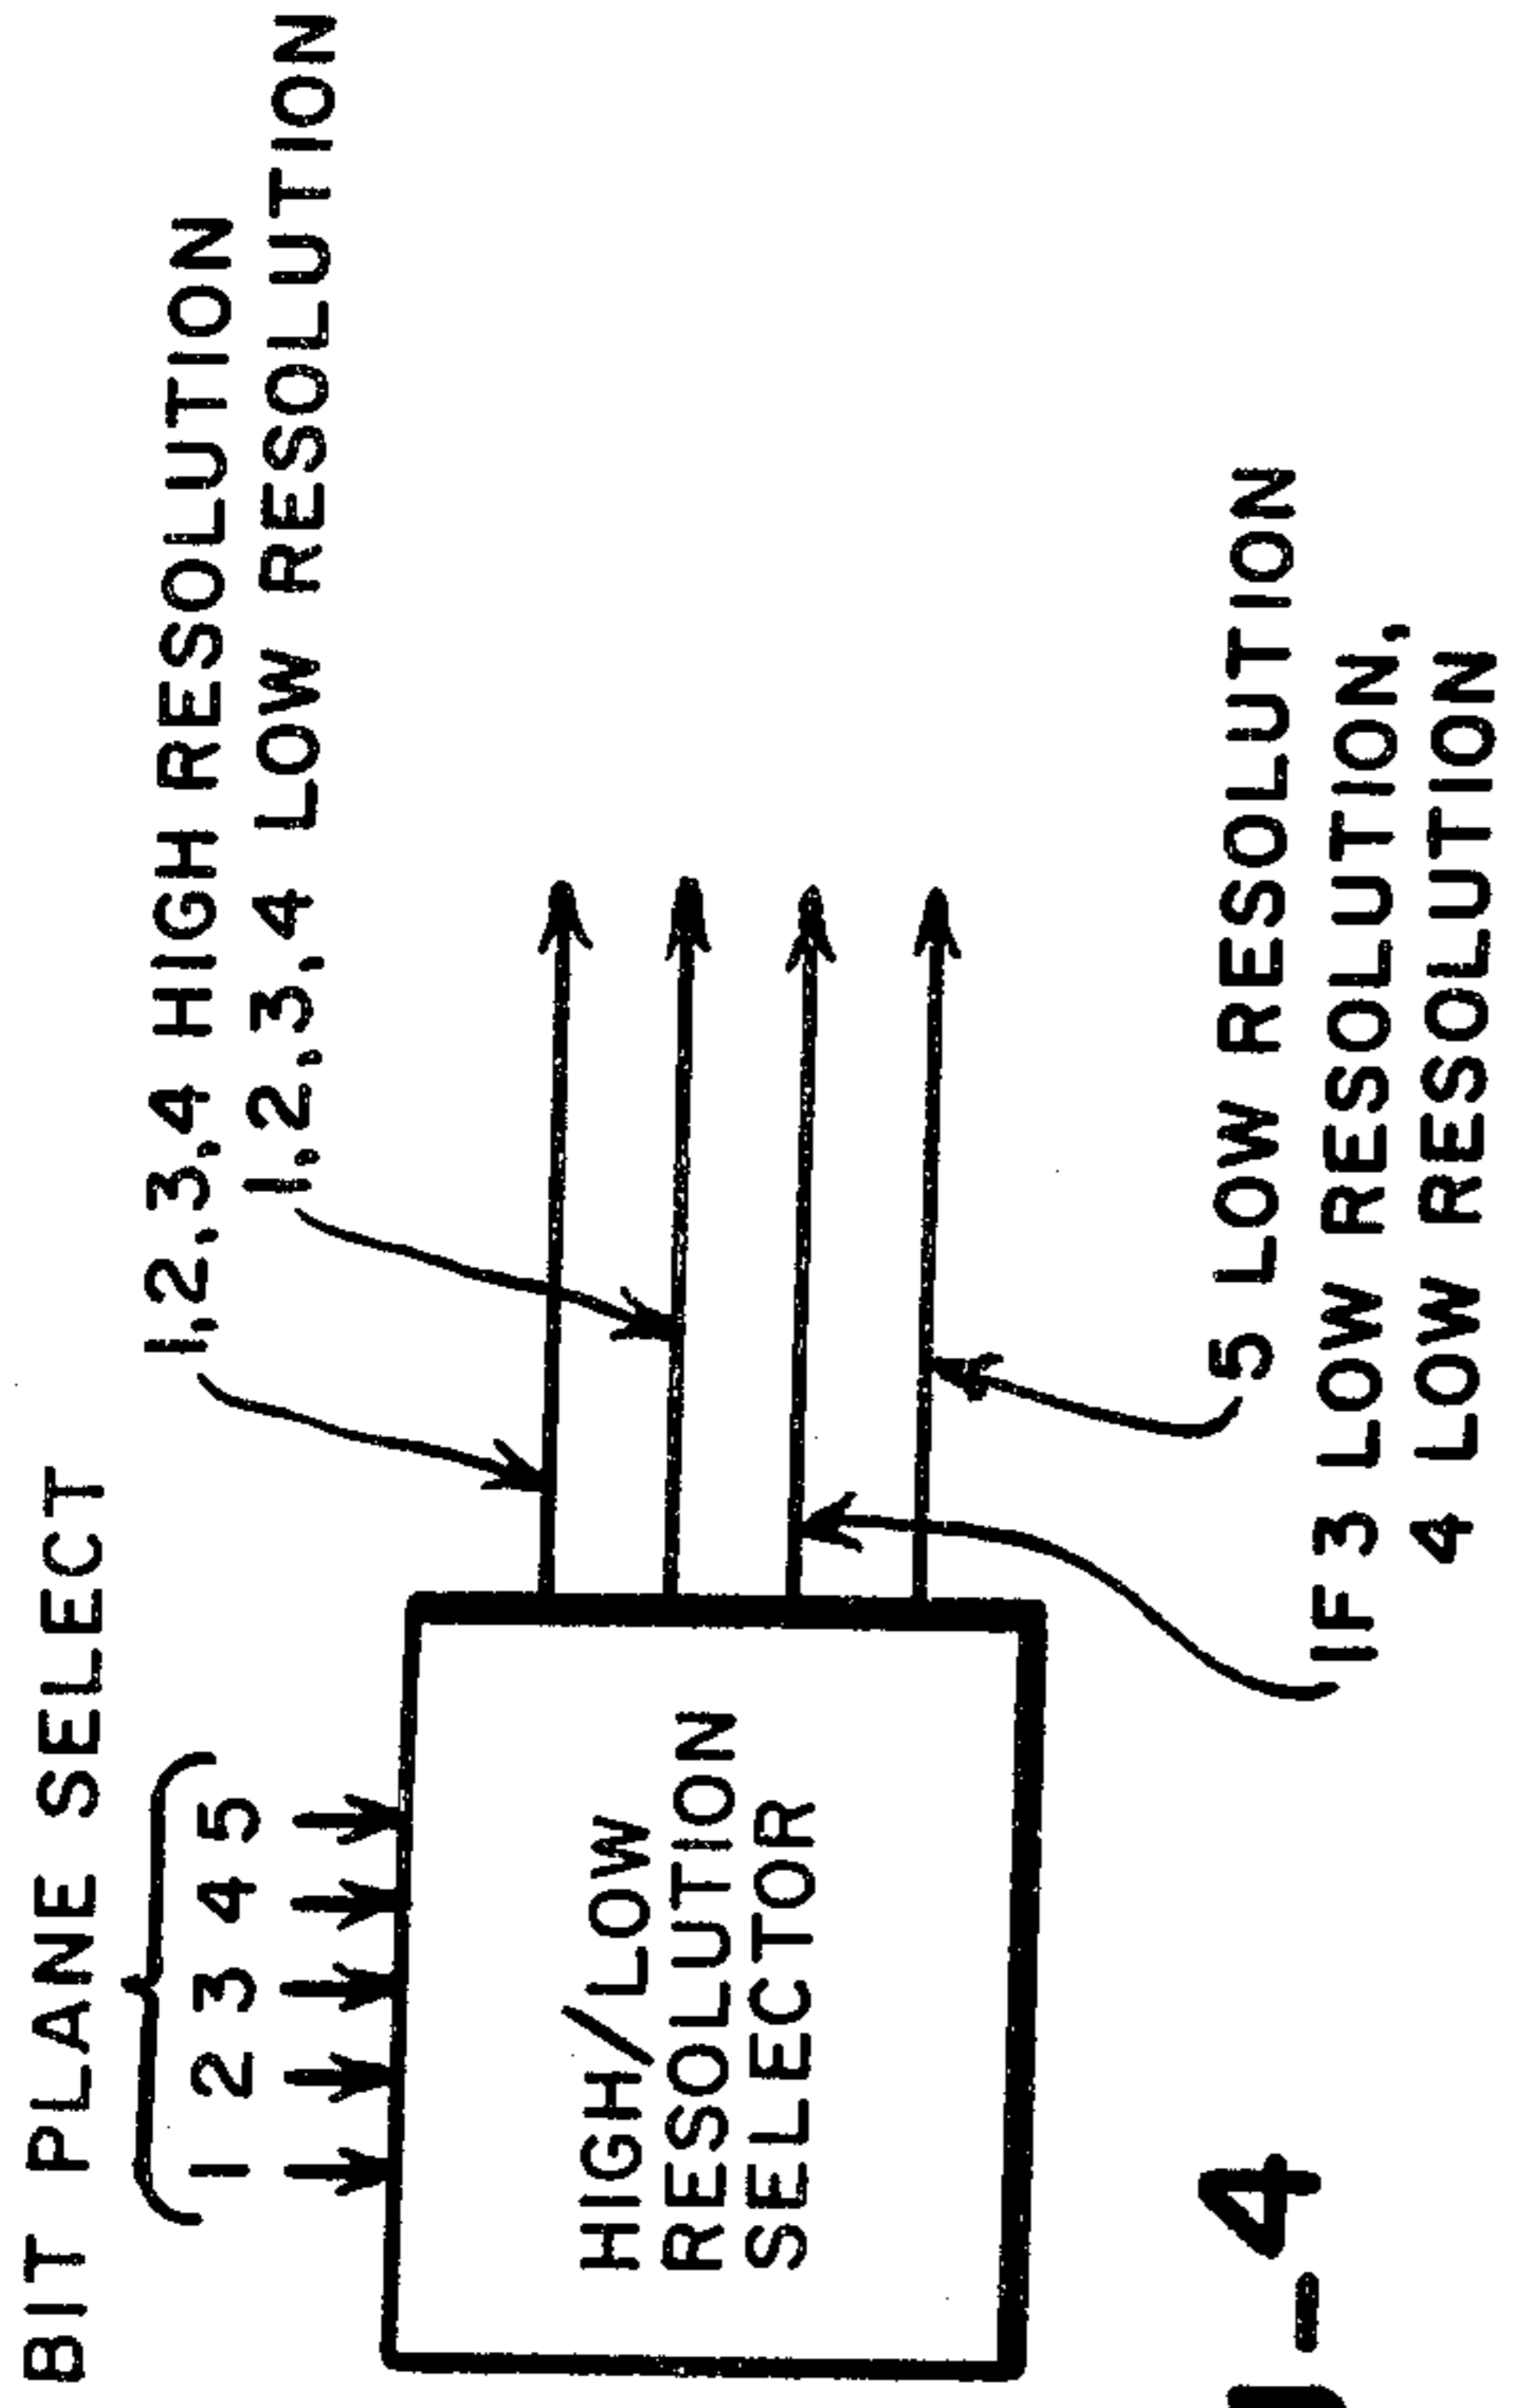 BIT PLANE SELECT
1 2 3 4 5
1,2,3,4 HIGH RESOLUTION
1,2,3,4 LOW RESOLUTION
HIGH/LOW
RESOLUTION
SELECTOR
5 LOW RESOLUTION
IF 3 LOW RESOLUTION,
4 LOW RESOLUTION
-4